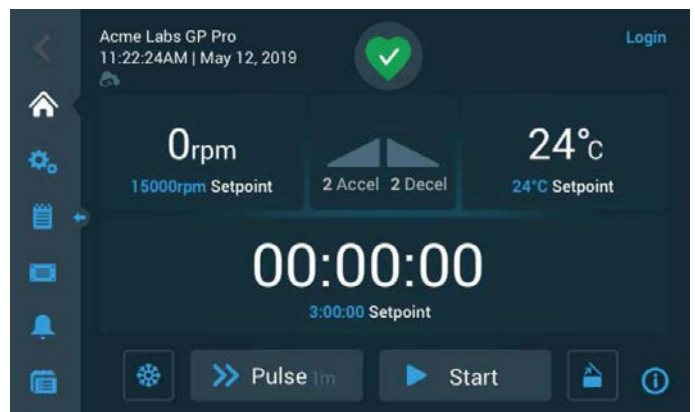 Acme Labs GP Pro
11:22:24AM | May 12, 2019
Login
0rpm
15000rpm Setpoint
2 Accel 2 Decel
24°C
24°C Setpoint
00:00:00
3:00:00 Setpoint
Pulse 1m
Start